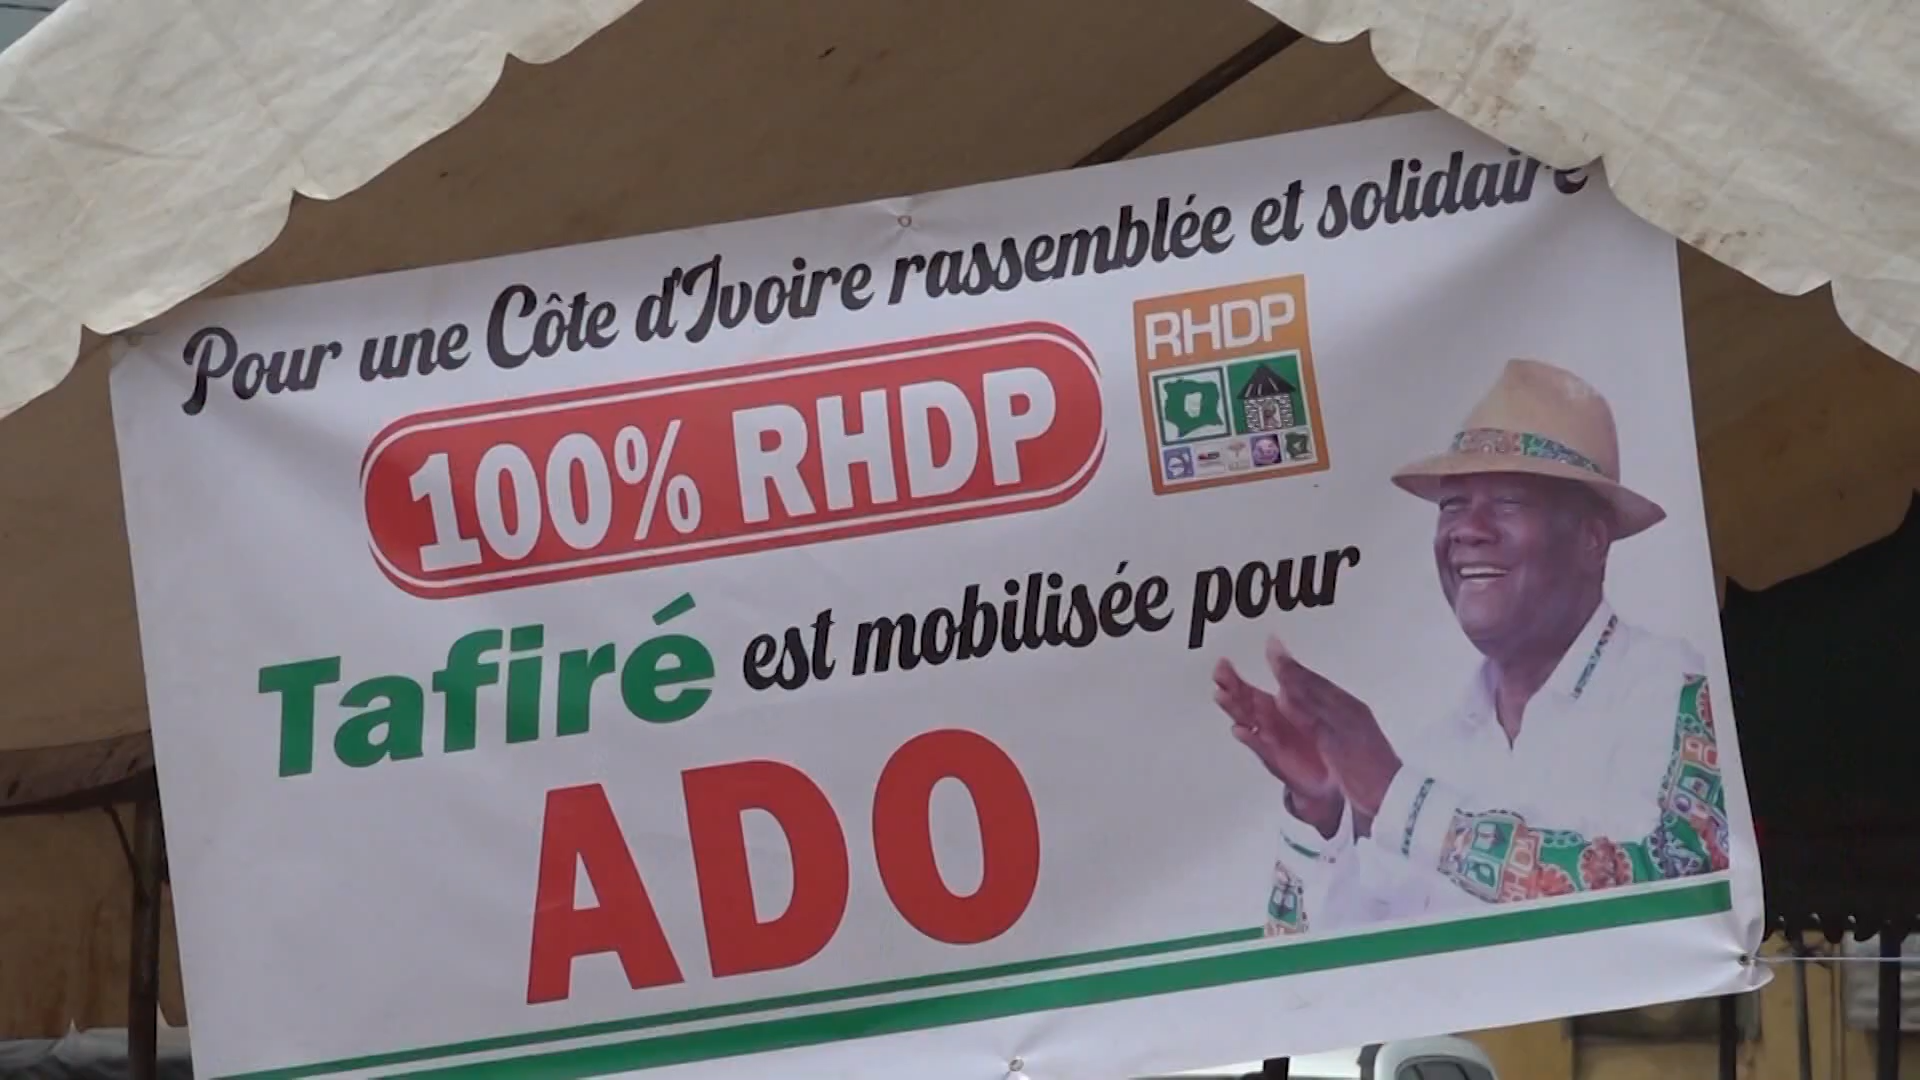 Pour une Côte d'Ivoire rassemblée et solidaire
100% RHDP
RHDP
Tafiré est mobilisée pour
ADO